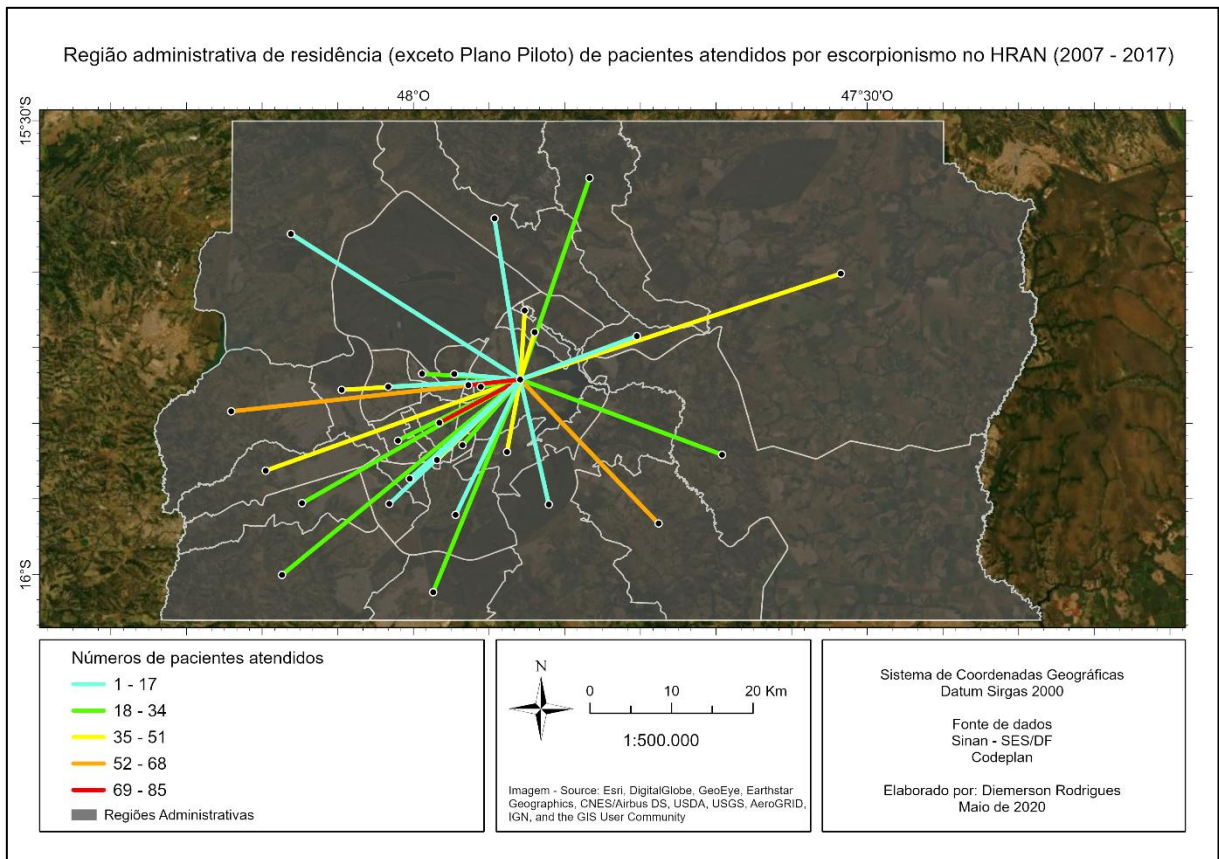 Região administrativa de residência (exceto Plano Piloto) de pacientes atendidos por escorpionismo no HRAN (2007 - 2017)
48°O
47°30'O
15°30'S
16°S
Números de pacientes atendidos
1 - 17
18 - 34
35 - 51
52 - 68
69 - 85
Regiões Administrativas
N
0 10 20 Km
1:500.000
Imagem - Source: Esri, DigitalGlobe, GeoEye, Earthstar
Geographics, CNES/Airbus DS, USDA, USGS, AeroGRID,
IGN, and the GIS User Community
Sistema de Coordenadas Geográficas
Datum Sirgas 2000
Fonte de dados
Sinan - SES/DF
Codeplan
Elaborado por: Diemerson Rodrigues
Maio de 2020